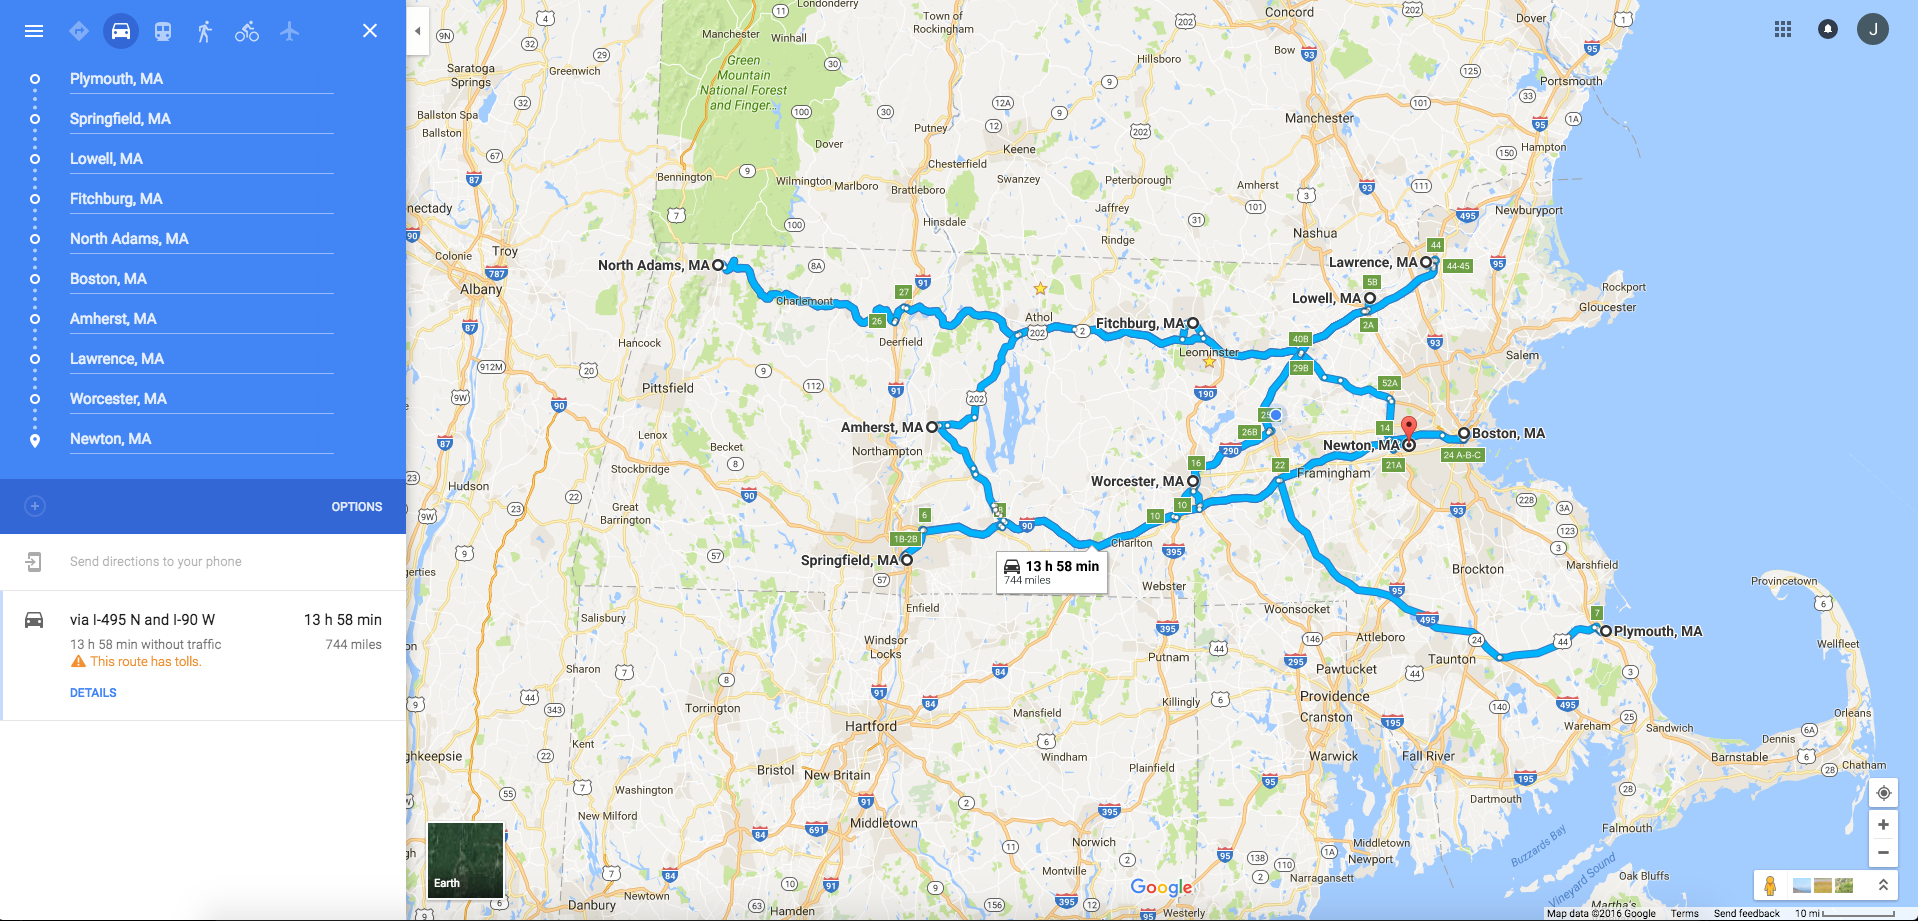 Plymouth, MA
Springfield, MA
Lowell, MA
Fitchburg, MA
North Adams, MA
Boston, MA
Amherst, MA
Lawrence, MA
Worcester, MA
Newton, MA
OPTIONS
Send directions to your phone
via I-495 N and I-90 W
13 h 58 min
13 h 58 min without traffic
744 miles
This route has tolls.
DETAILS
Earth
J
Londonderry
Manchester
Winhall
Town of
Rockingham
Concord
Dover
Saratoga
Springs
Greenwich
Green
Mountain
National Forest
and Finger...
Hillsboro
Bow
Portsmouth
Ballston Spa
Ballston
Putney
Keene
Manchester
Hampton
Dover
Chesterfield
Swanzey
Bennington
Wilmington
Marlboro
Brattleboro
Peterborough
Amherst
Jaffrey
Newburyport
nectady
Troy
Colonie
Hinsdale
Rindge
Nashua
North Adams, MA
Lawrence, MA
Albany
Charlemont
Lowell, MA
Rockport
Gloucester
Athol
Fitchburg, MA
Hancock
Deerfield
Leominster
Salem
Pittsfield
Amherst, MA
Lenox
Becket
Northampton
Newton, MA
Boston, MA
Stockbridge
Framingham
Hudson
Worcester, MA
Great
Barrington
Charlton
Springfield, MA
13 h 58 min
744 miles
Brockton
Marshfield
gerties
Webster
Provincetown
Enfield
Woonsocket
Salisbury
Plymouth, MA
Windsor
Locks
Attleboro
Wellfleet
Sharon
Putnam
Pawtucket
Taunton
Torrington
Mansfield
Killingly
Providence
Cranston
Orleans
Hartford
Wareham
Sandwich
Kent
Windham
Warwick
Fall River
Dennis
Barnstable
Chatham
ghkeepsie
Bristol
New Britain
Plainfield
Washington
Dartmouth
New Milford
Middletown
Falmouth
Norwich
Middletown
Newport
Buzzards Bay
Vineyard Sound
Montville
Narragansett
Oak Bluffs
Danbury
Newtown
Hamden
Westerly
Martha's
Google
Map data ©2016 Google
Terms
Send feedback
10 mi